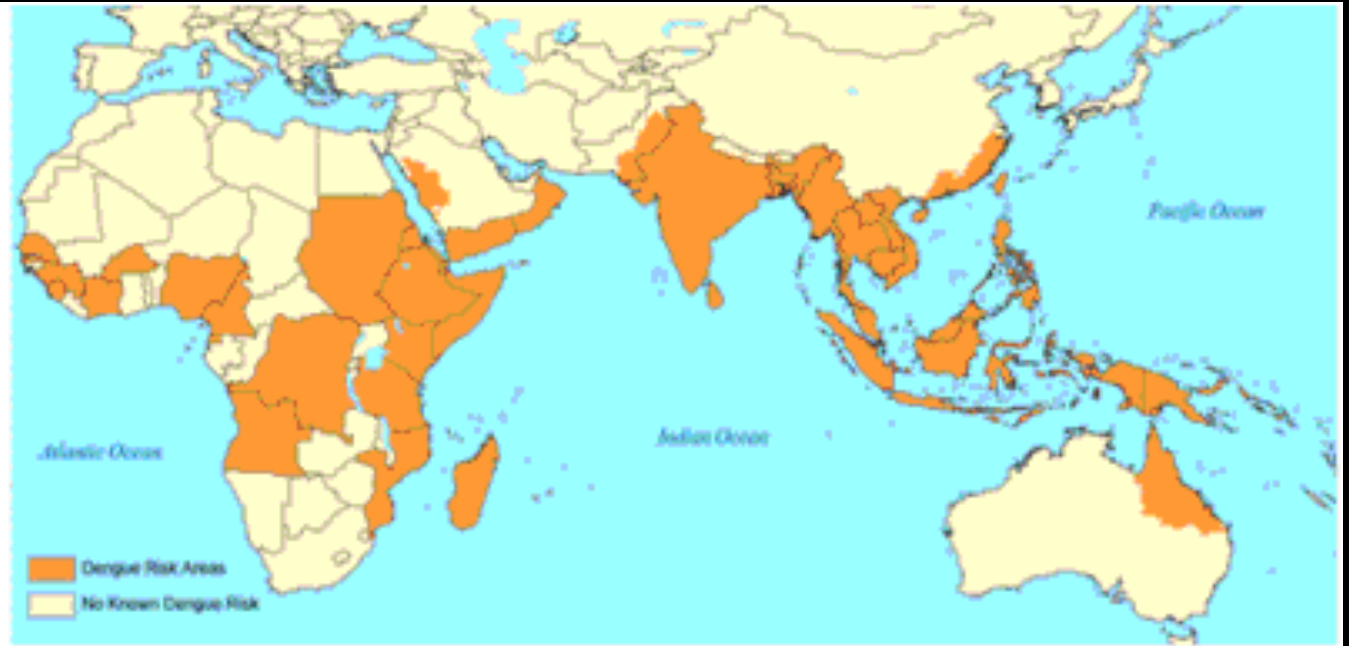 Pacific Ocean
Atlantic Ocean
Indian Ocean
Dengue Risk Areas
No Known Dengue Risk